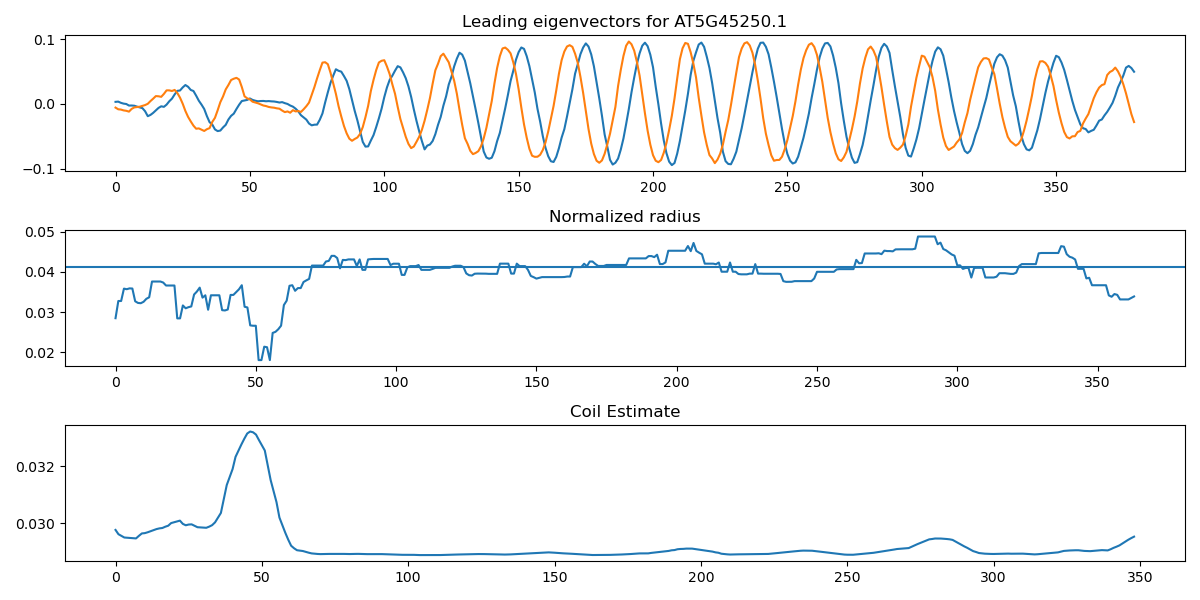 Leading eigenvectors for AT5G45250.1
0.1
0.0
−0.1
0 50 100 150 200 250 300 350
Normalized radius
0.05
0.04
0.03
0.02
0 50 100 150 200 250 300 350
Coil Estimate
0.032
0.030
0 50 100 150 200 250 300 350